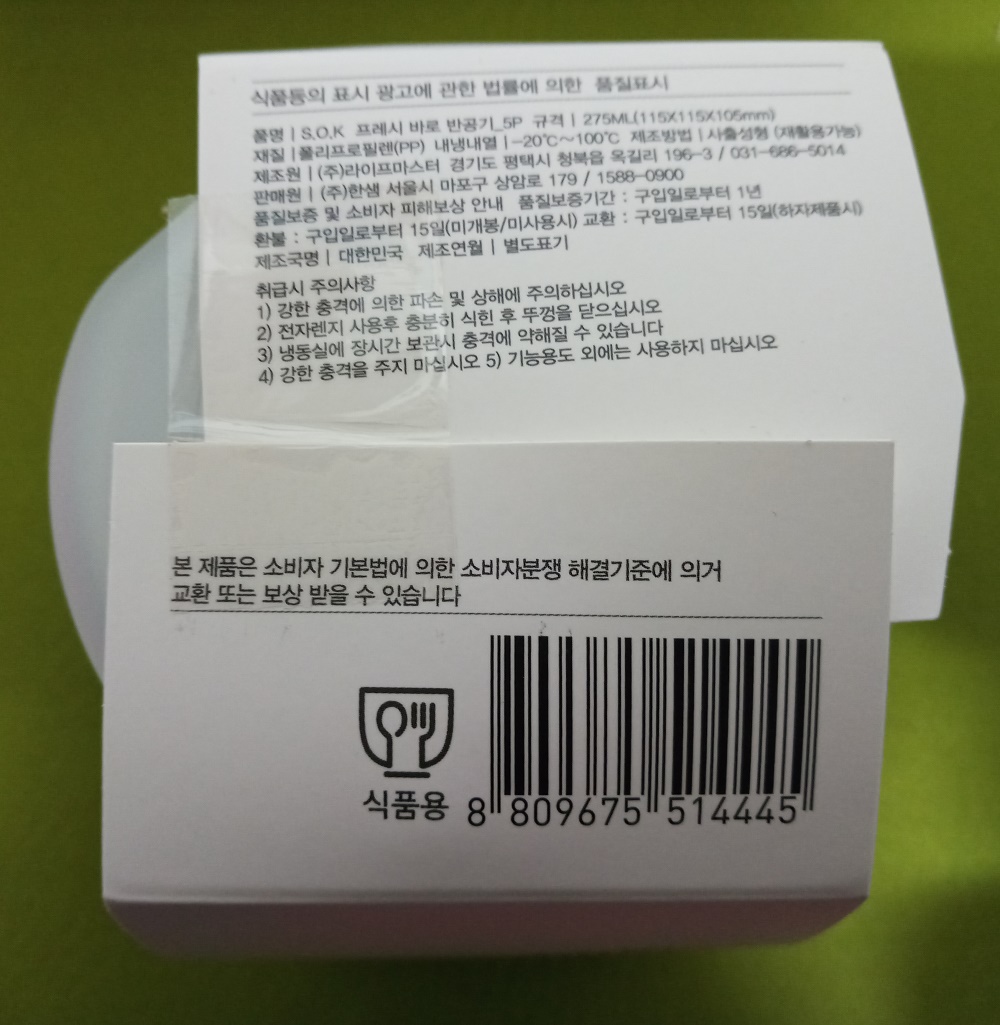 식품등의 표시 광고에 관한 법률에 의한 품질표시
품명 | S.O.K 프레시 바로 반공기_5P 규격 | 275ML(115X115X105mm)
재질 | 폴리프로필렌(PP) 내냉내열 | -20℃~100℃ 제조방법 | 사출성형 (재활용가능)
제조원 | (주)라이프마스터 경기도 평택시 청북읍 옥길리 196-3 / 031-686-5014
판매원 | (주)한샘 서울시 마포구 상암로 179 / 1588-0900
품질보증 및 소비자 피해보상 안내 품질보증기간 : 구입일로부터 1년
환불 : 구입일로부터 15일(미개봉/미사용시) 교환 : 구입일로부터 15일(하자제품시)
제조국명 | 대한민국 제조연월 | 별도표기
취급시 주의사항
1) 강한 충격에 의한 파손 및 상해에 주의하십시오
2) 전자렌지 사용후 충분히 식힌 후 뚜껑을 닫으십시오
3) 냉동실에 장시간 보관시 충격에 약해질 수 있습니다
4) 강한 충격을 주지 마십시오 5) 기능용도 외에는 사용하지 마십시오
본 제품은 소비자 기본법에 의한 소비자분쟁 해결기준에 의거
교환 또는 보상 받을 수 있습니다
식품용
8 809675 514445